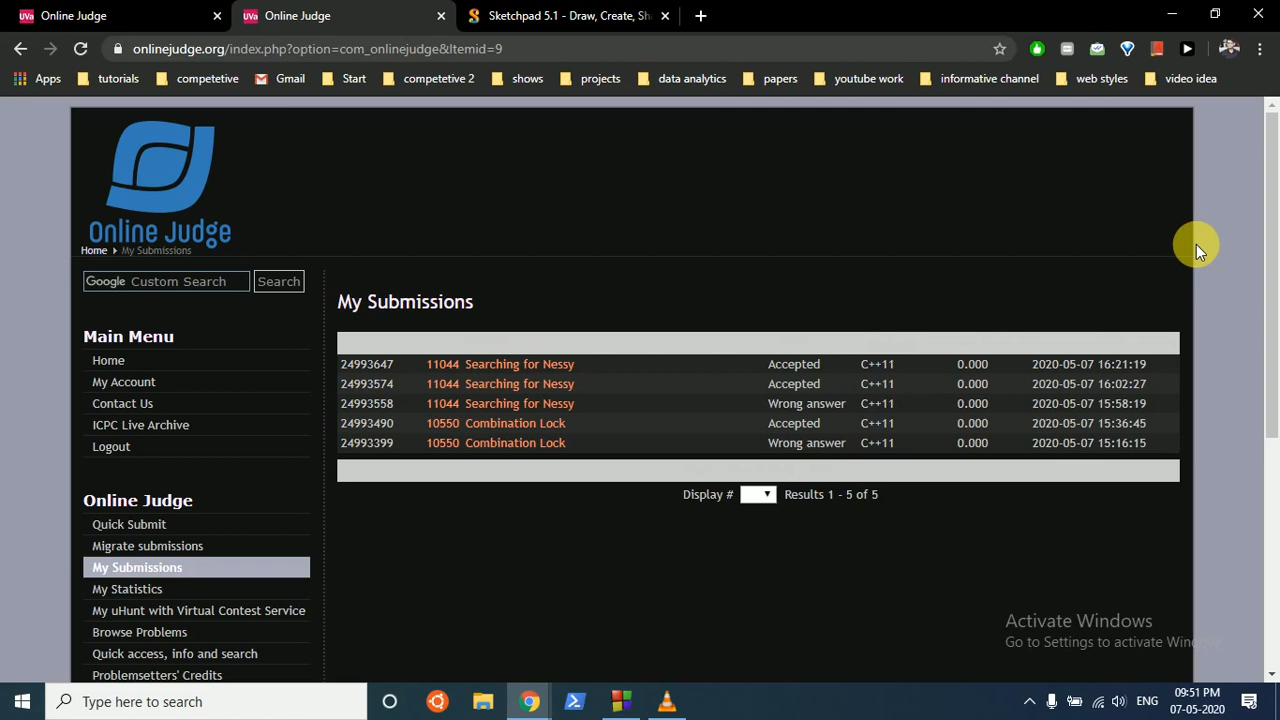 Online Judge
Online Judge
Sketchpad 5.1 - Draw, Create, Sh
onlinejudge.org/index.php?option=com_onlinejudge&Itemid=9
Apps tutorials competetive Gmail Start competetive 2 shows projects data analytics papers youtube work informative channel web styles video idea
Online Judge
Home My Submissions
Google Custom Search Search
My Submissions
24993647 11044 Searching for Nessy Accepted C++11 0.000 2020-05-07 16:21:19
24993574 11044 Searching for Nessy Accepted C++11 0.000 2020-05-07 16:02:27
24993558 11044 Searching for Nessy Wrong answer C++11 0.000 2020-05-07 15:58:19
24993490 10550 Combination Lock Accepted C++11 0.000 2020-05-07 15:36:45
24993399 10550 Combination Lock Wrong answer C++11 0.000 2020-05-07 15:16:15
Display # Results 1 - 5 of 5
Main Menu
Home
My Account
Contact Us
ICPC Live Archive
Logout
Online Judge
Quick Submit
Migrate submissions
My Submissions
My Statistics
My uHunt with Virtual Contest Service
Browse Problems
Quick access, info and search
Problemsetters' Credits
Activate Windows
Go to Settings to activate Windows.
Type here to search
ENG
09:51 PM
07-05-2020